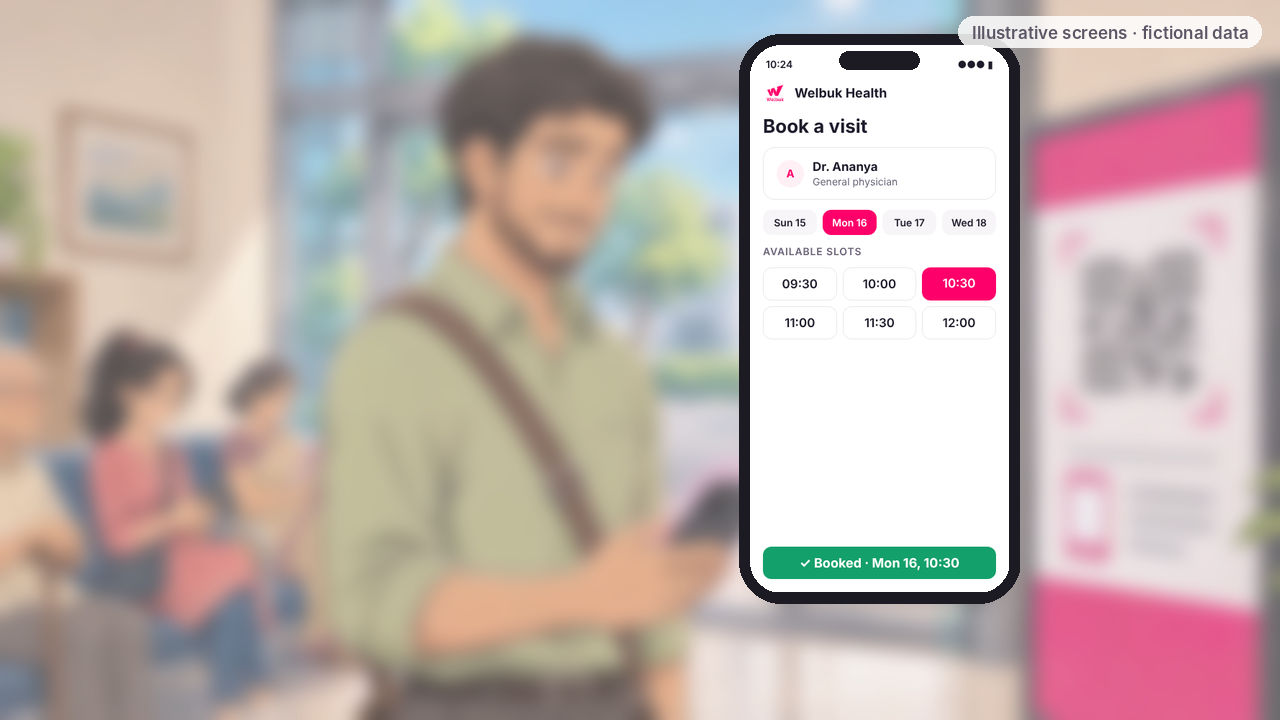 Illustrative screens · fictional data
10:24
Welbuk
Welbuk Health
Book a visit
A
Dr. Ananya
General physician
Sun 15
Mon 16
Tue 17
Wed 18
AVAILABLE SLOTS
09:30
10:00
10:30
11:00
11:30
12:00
✓ Booked · Mon 16, 10:30